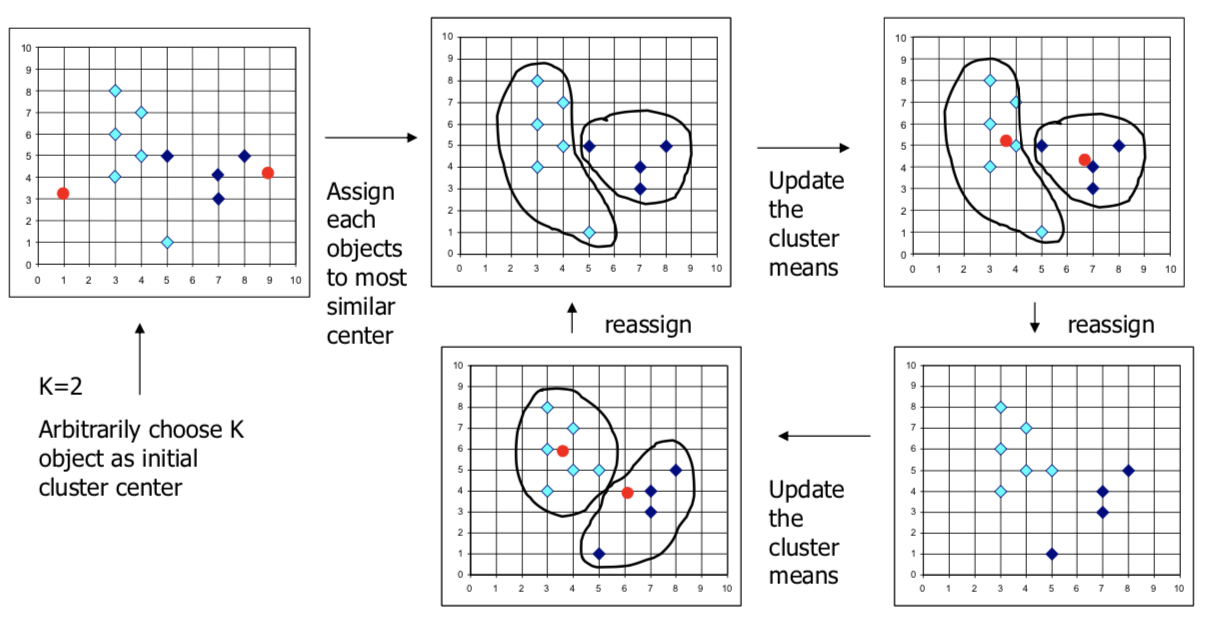 10
9
8
7
6
5
4
3
2
1
0
0 1 2 3 4 5 6 7 8 9 10
K=2
Arbitrarily choose K
object as initial
cluster center
Assign
each
objects
to most
similar
center
10
9
8
7
6
5
4
3
2
1
0
0 1 2 3 4 5 6 7 8 9 10
Update
the
cluster
means
10
9
8
7
6
5
4
3
2
1
0
0 1 2 3 4 5 6 7 8 9 10
reassign
10
9
8
7
6
5
4
3
2
1
0
0 1 2 3 4 5 6 7 8 9 10
Update
the
cluster
means
10
9
8
7
6
5
4
3
2
1
0
0 1 2 3 4 5 6 7 8 9 10
reassign